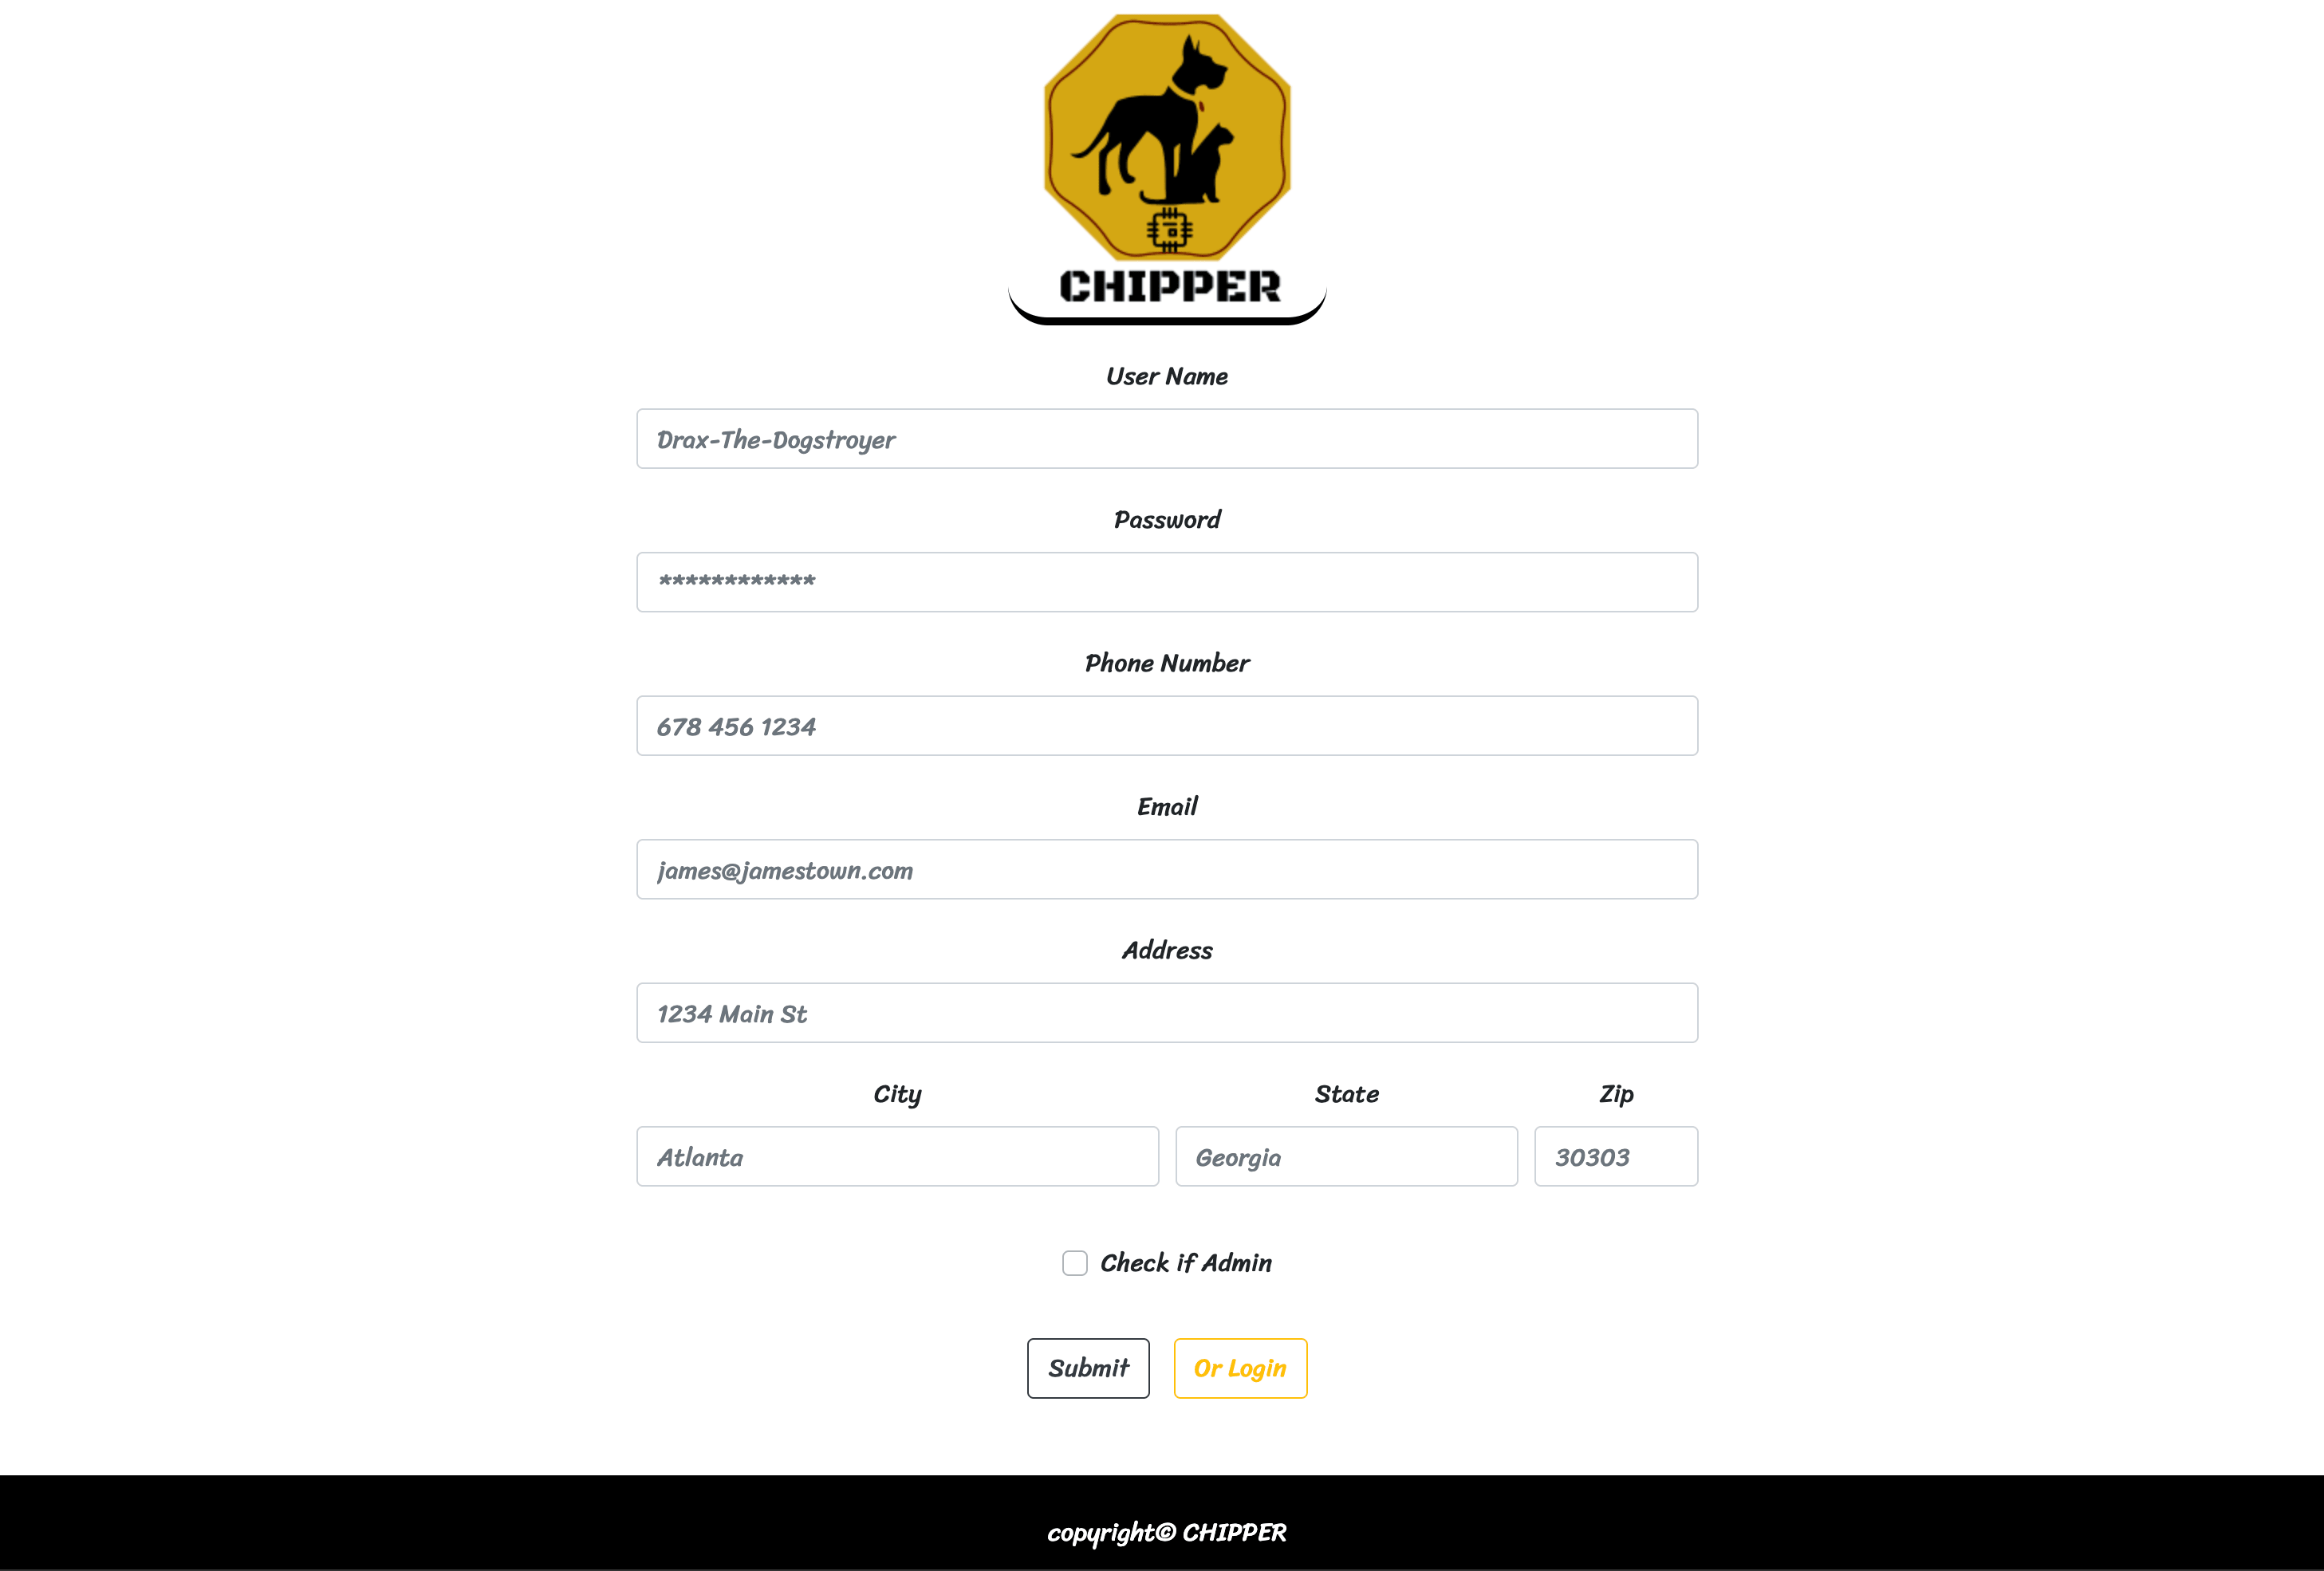 CHIPPER
User Name
Drax-The-Dogstroyer
Password
************
Phone Number
678 456 1234
Email
james@jamestown.com
Address
1234 Main St
City State Zip
Atlanta Georgia 30303
Check if Admin
Submit Or Login
copyright© CHIPPER